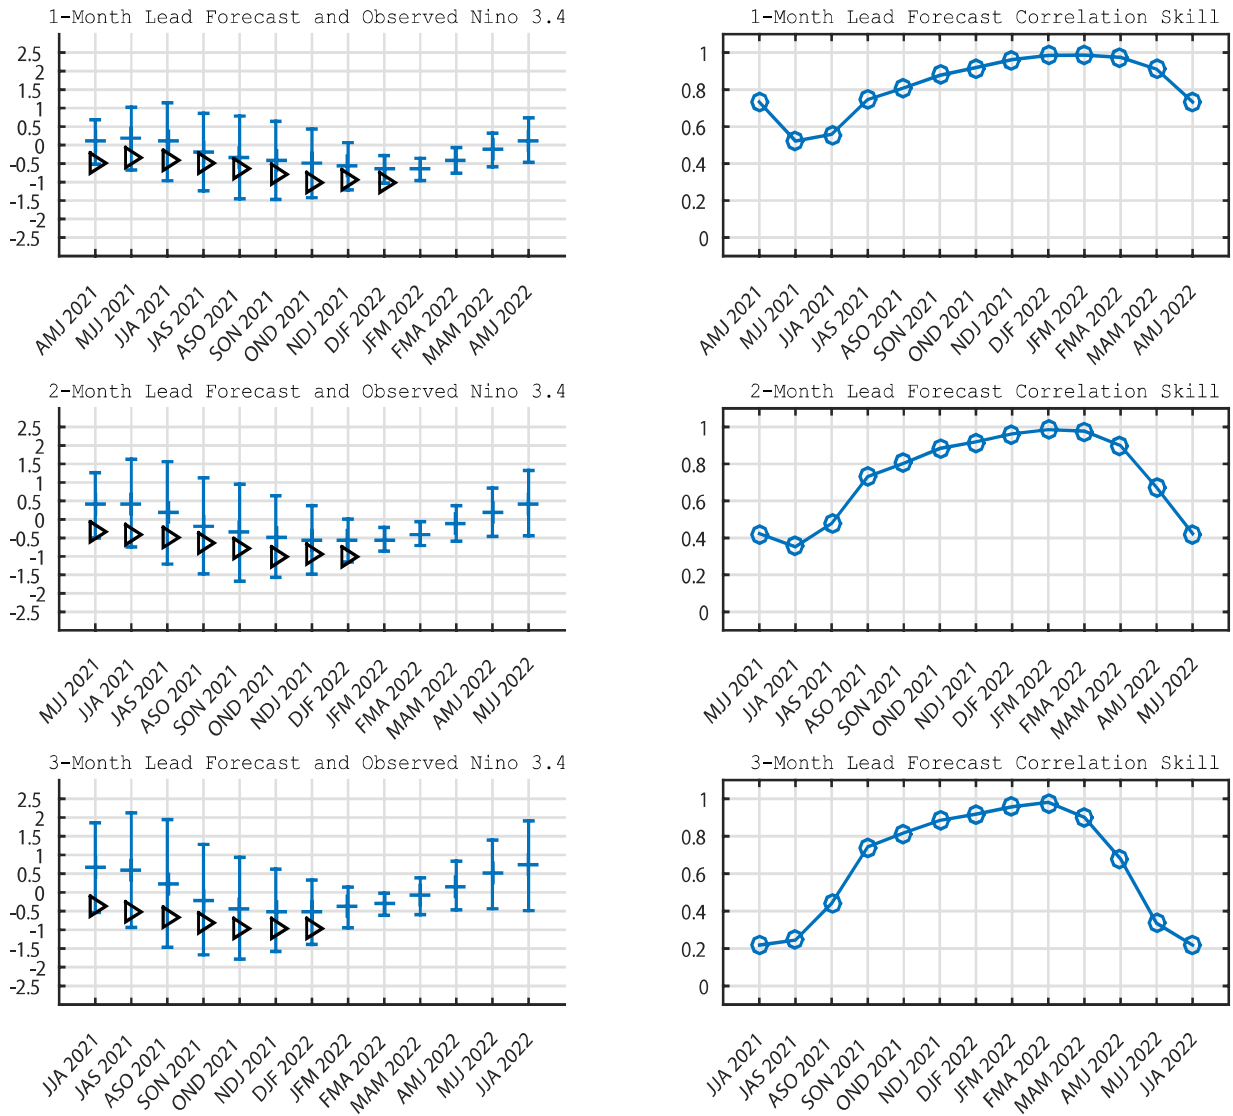 1-Month Lead Forecast and Observed Nino 3.4
2.5
2
1.5
1
0.5
0
-0.5
-1
-1.5
-2
-2.5
AMJ 2021
MJJ 2021
JJA 2021
JAS 2021
ASO 2021
SON 2021
OND 2021
NDJ 2021
DJF 2022
JFM 2022
FMA 2022
MAM 2022
AMJ 2022
1-Month Lead Forecast Correlation Skill
1
0.8
0.6
0.4
0.2
0
AMJ 2021
MJJ 2021
JJA 2021
JAS 2021
ASO 2021
SON 2021
OND 2021
NDJ 2021
DJF 2022
JFM 2022
FMA 2022
MAM 2022
AMJ 2022
2-Month Lead Forecast and Observed Nino 3.4
2.5
2
1.5
1
0.5
0
-0.5
-1
-1.5
-2
-2.5
MJJ 2021
JJA 2021
JAS 2021
ASO 2021
SON 2021
OND 2021
NDJ 2021
DJF 2022
JFM 2022
FMA 2022
MAM 2022
AMJ 2022
MJJ 2022
2-Month Lead Forecast Correlation Skill
1
0.8
0.6
0.4
0.2
0
MJJ 2021
JJA 2021
JAS 2021
ASO 2021
SON 2021
OND 2021
NDJ 2021
DJF 2022
JFM 2022
FMA 2022
MAM 2022
AMJ 2022
MJJ 2022
3-Month Lead Forecast and Observed Nino 3.4
2.5
2
1.5
1
0.5
0
-0.5
-1
-1.5
-2
-2.5
JJA 2021
JAS 2021
ASO 2021
SON 2021
OND 2021
NDJ 2021
DJF 2022
JFM 2022
FMA 2022
MAM 2022
AMJ 2022
MJJ 2022
JJA 2022
3-Month Lead Forecast Correlation Skill
1
0.8
0.6
0.4
0.2
0
JJA 2021
JAS 2021
ASO 2021
SON 2021
OND 2021
NDJ 2021
DJF 2022
JFM 2022
FMA 2022
MAM 2022
AMJ 2022
MJJ 2022
JJA 2022